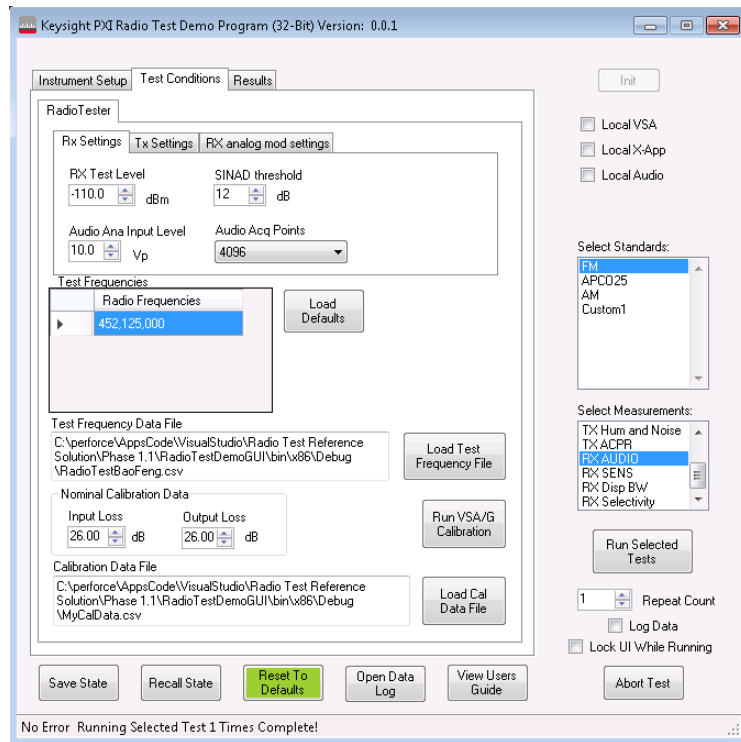 Keysight PXI Radio Test Demo Program (32-Bit) Version: 0.0.1
Instrument Setup Test Conditions Results
RadioTester
Rx Settings Tx Settings RX analog mod settings
RX Test Level SINAD threshold
-110.0 dBm 12 dB
Audio Ana Input Level Audio Acq Points
10.0 Vp 4096
Test Frequencies
Radio Frequencies
452,125,000
Load
Defaults
Test Frequency Data File
C:\perforce\AppsCode\VisualStudio\Radio Test Reference
Solution\Phase 1.1\RadioTestDemoGUI\bin\x86\Debug
\RadioTestBaoFeng.csv
Load Test
Frequency File
Nominal Calibration Data
Input Loss Output Loss
26.00 dB 26.00 dB
Run VSA/G
Calibration
Calibration Data File
C:\perforce\AppsCode\VisualStudio\Radio Test Reference
Solution\Phase 1.1\RadioTestDemoGUI\bin\x86\Debug
\MyCalData.csv
Load Cal
Data File
Init
Local VSA
Local X-App
Local Audio
Select Standards:
FM
APCO25
AM
Custom1
Select Measurements:
TX Hum and Noise
TX ACPR
RX AUDIO
RX SENS
RX Disp BW
RX Selectivity
Run Selected
Tests
1 Repeat Count
Log Data
Lock UI While Running
Save State
Recall State
Reset To
Defaults
Open Data
Log
View Users
Guide
Abort Test
No Error Running Selected Test 1 Times Complete!